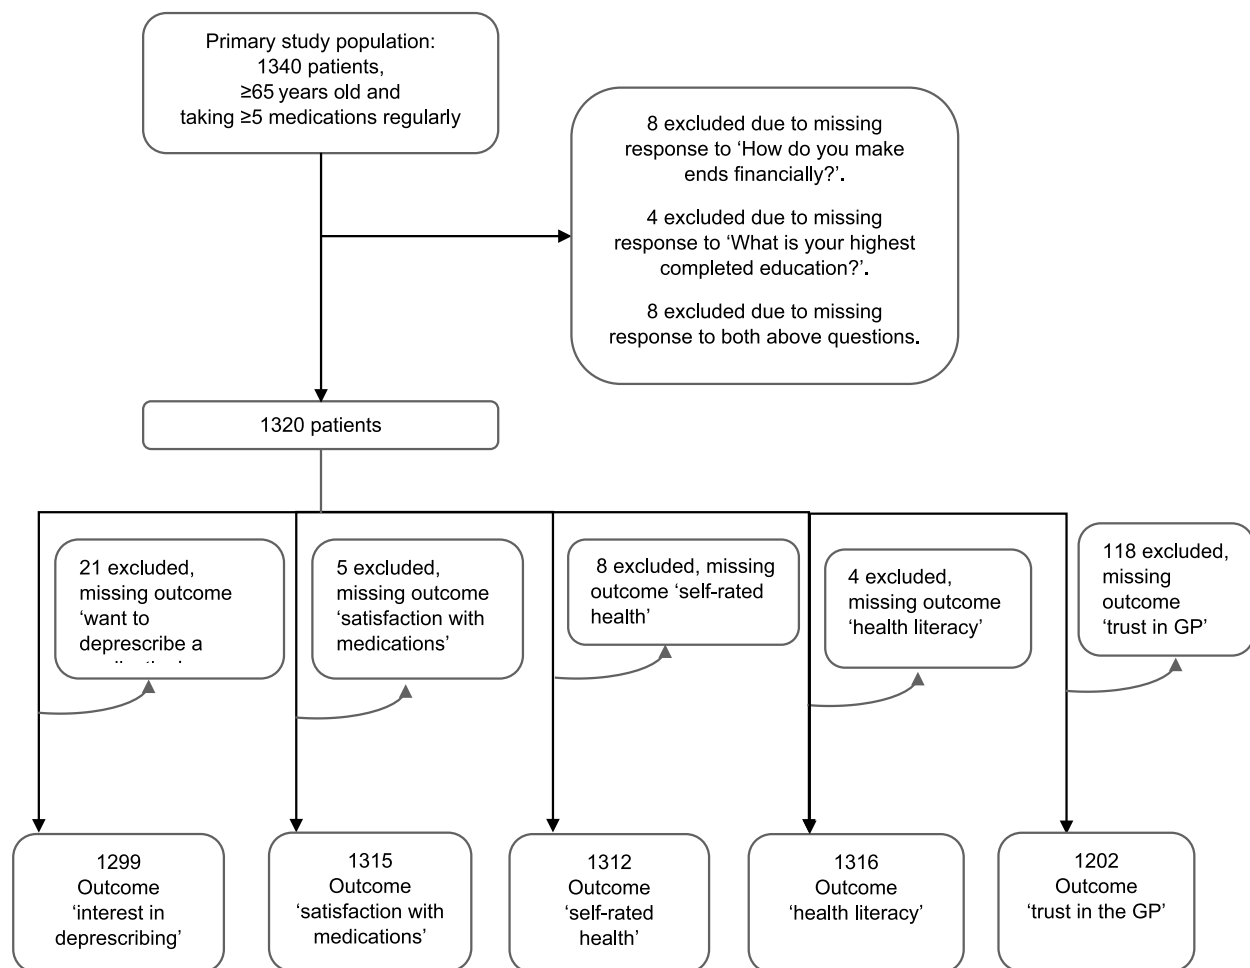 Primary study population:
1340 patients,
≥65 years old and
taking ≥5 medications regularly
8 excluded due to missing
response to ‘How do you make
ends financially?’.
4 excluded due to missing
response to ‘What is your highest
completed education?’.
8 excluded due to missing
response to both above questions.
1320 patients
21 excluded,
missing outcome
‘want to
deprescribe a
5 excluded,
missing outcome
‘satisfaction with
medications’
8 excluded, missing
outcome ‘self-rated
health’
4 excluded,
missing outcome
‘health literacy’
118 excluded,
missing
outcome
‘trust in GP’
1299
Outcome
‘interest in
deprescribing’
1315
Outcome
‘satisfaction with
medications’
1312
Outcome
‘self-rated
health’
1316
Outcome
‘health literacy’
1202
Outcome
‘trust in the GP’